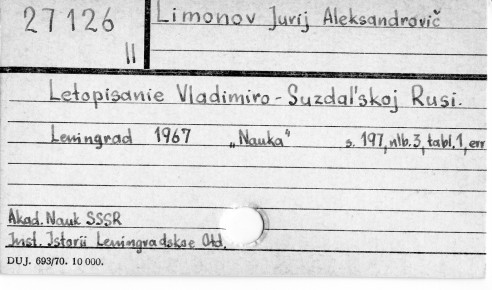 27126
II
Limonov Jurij Aleksandrovič
Letopisanie Vladimiro-Suzdal'skoj Rusi.
Leningrad 1967 „Nauka" s. 197, nlb. 3, tabl. 1, err
Akad. Nauk SSSR
Inst. Istorii Leningradskoe Otd.
DUJ. 693/70. 10 000.